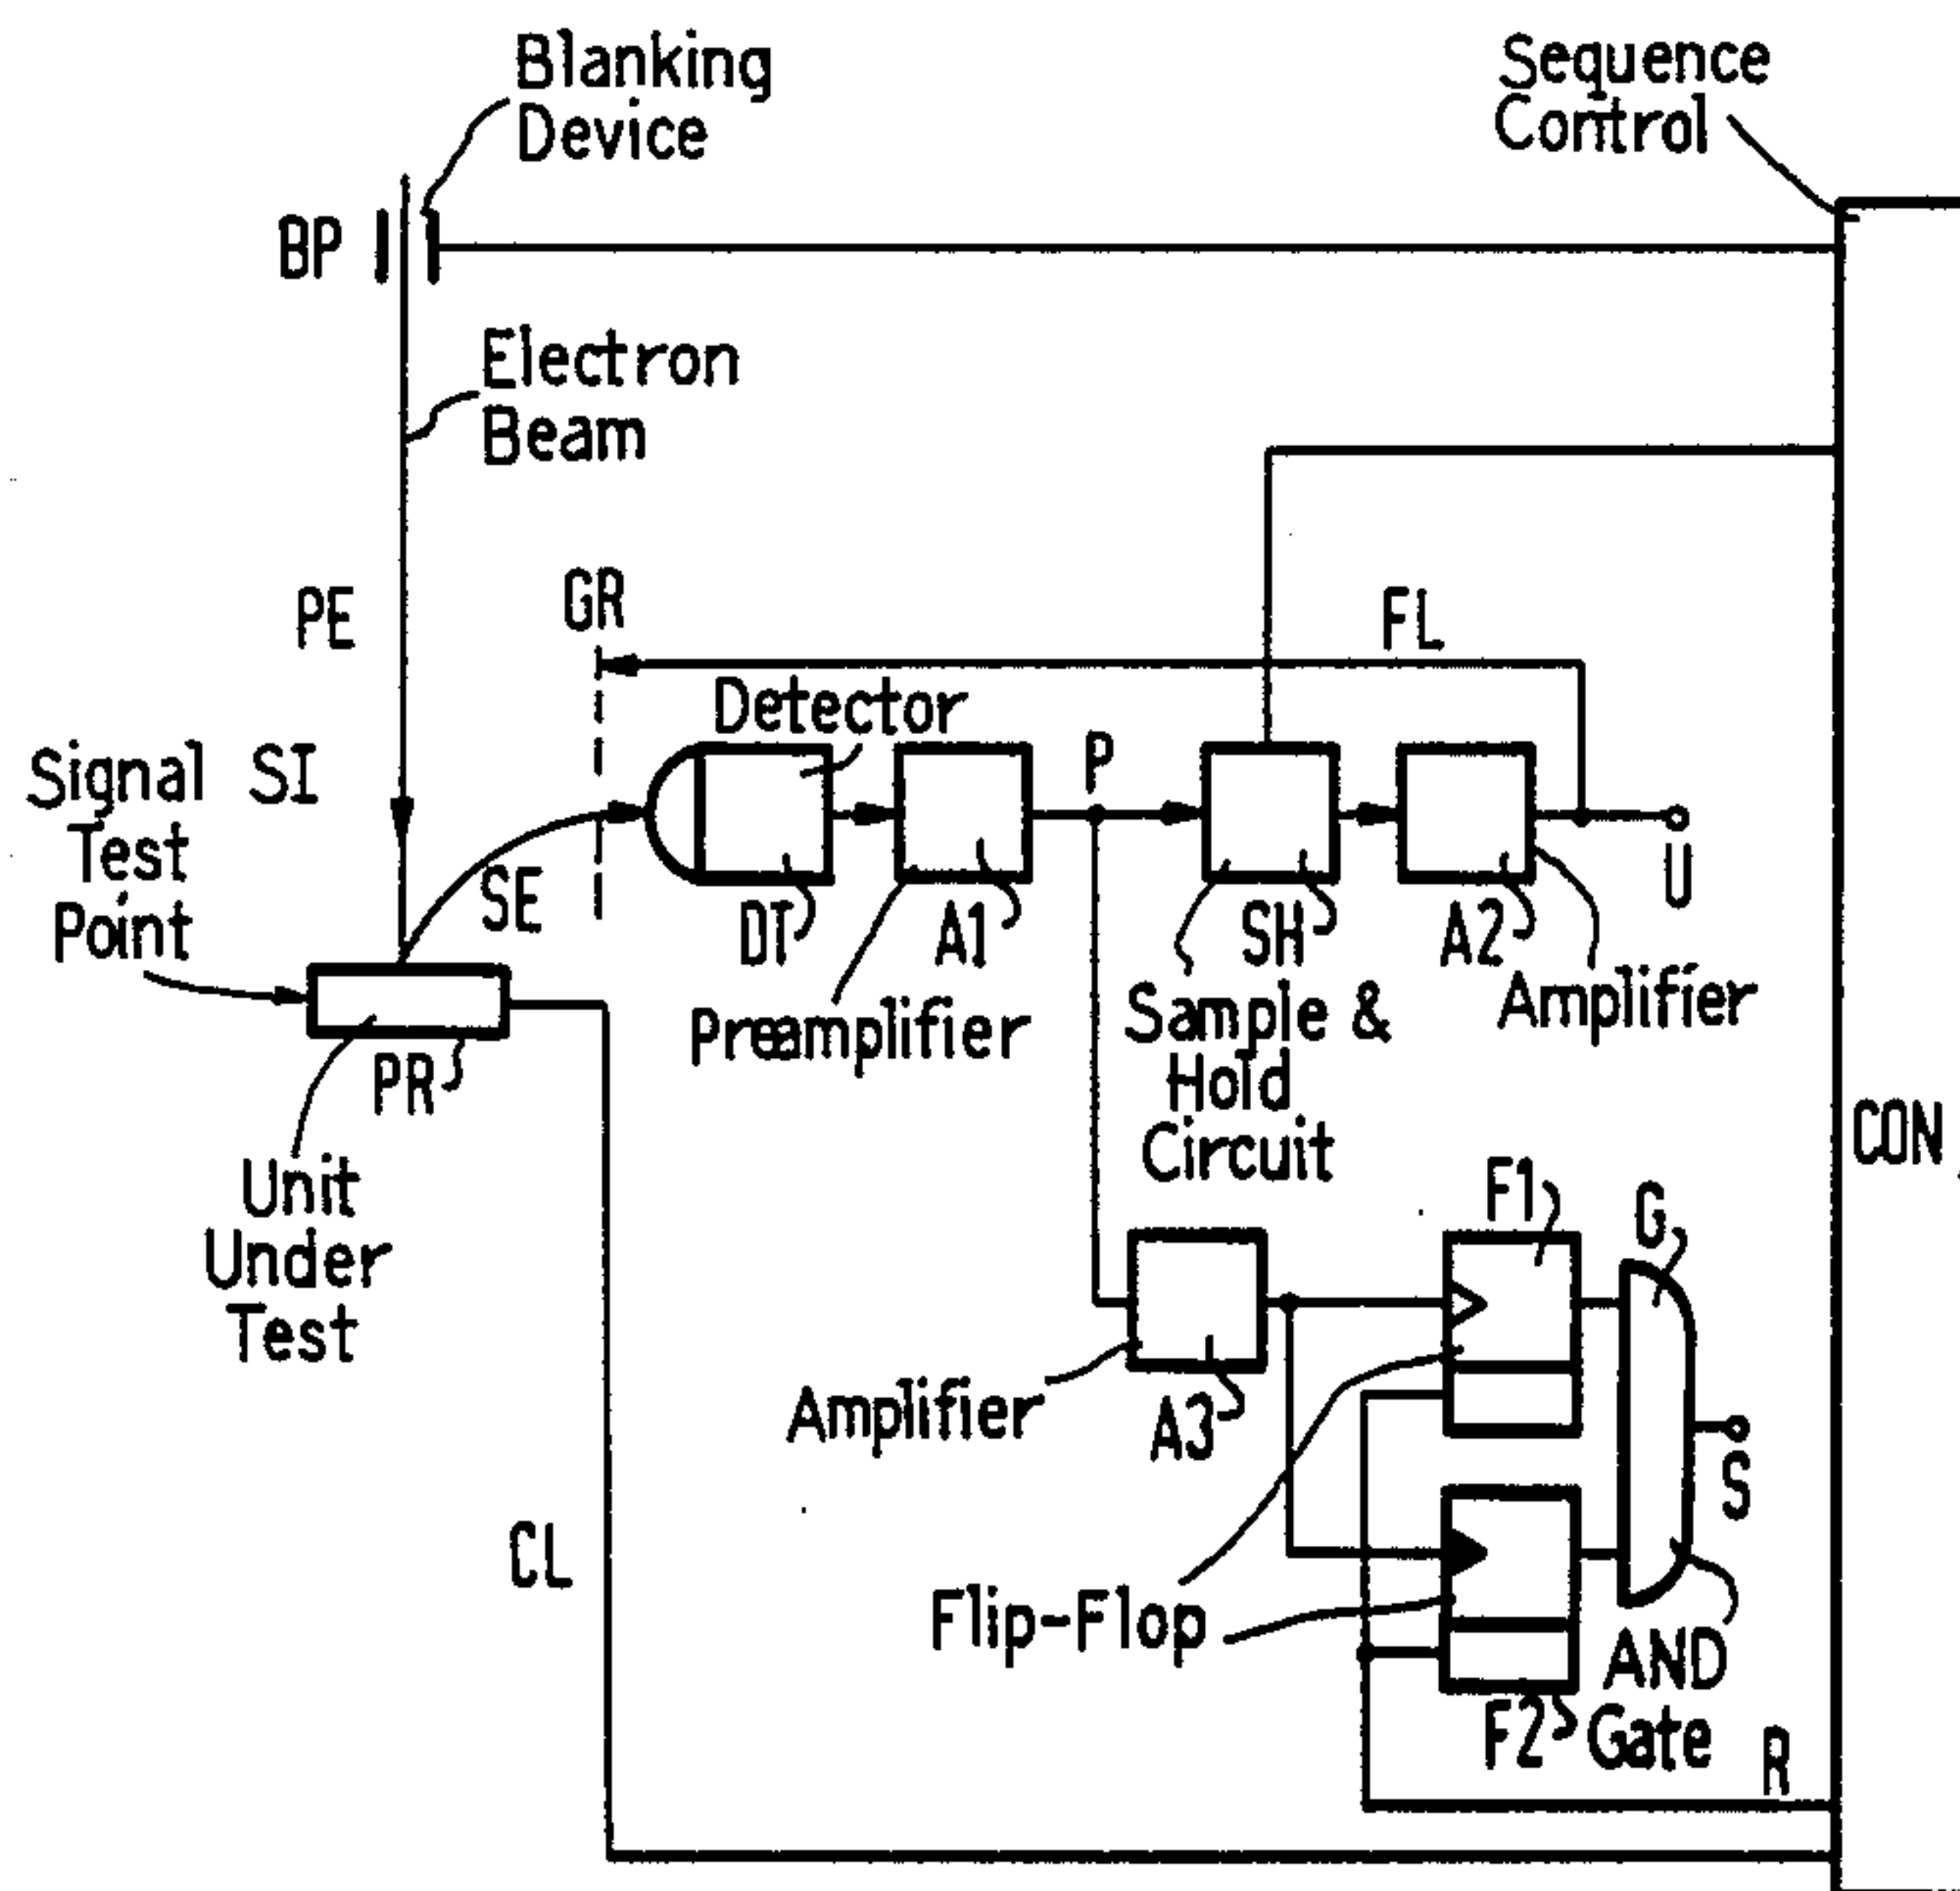 Blanking
Device
Sequence
Control
BP
Electron
Beam
PE
GR
FL
Detector
P
Signal SI
Test
Point
SE
DT
A1
SH
A2
U
Preamplifier
Sample &
Hold
Circuit
Amplifier
PR
Unit
Under
Test
CON
F1
G
Amplifier
A3
S
CL
Flip-Flop
AND
Gate
F2
R